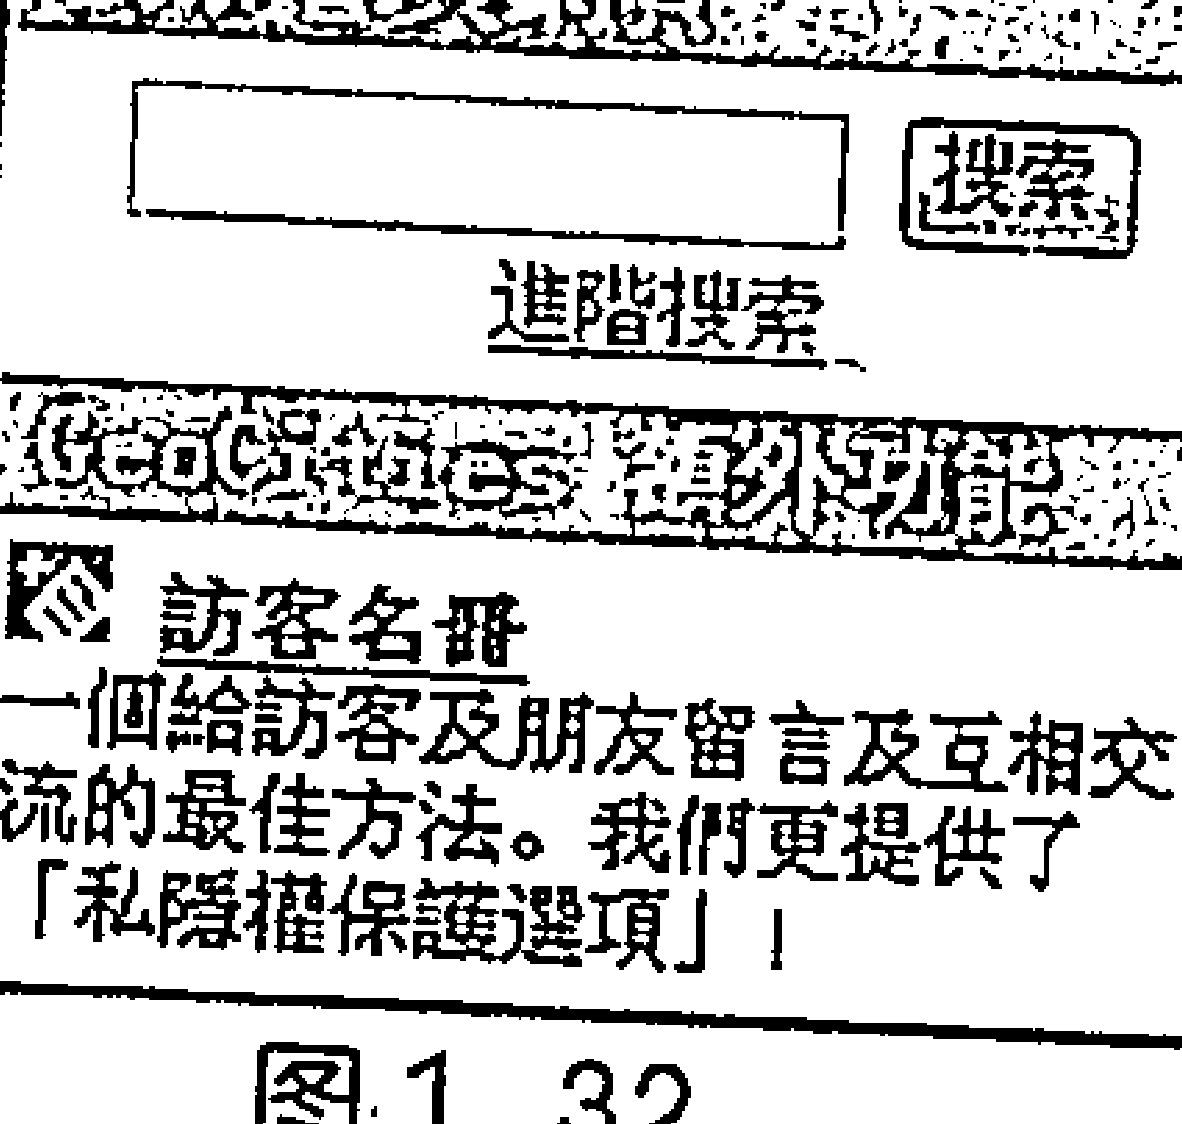 搜索
進階搜索
GeoCities 額外功能
訪客名冊
一個給訪客及朋友留言及互相交
流的最佳方法。我們更提供了
「私隱權保護選項」!
图 1 32